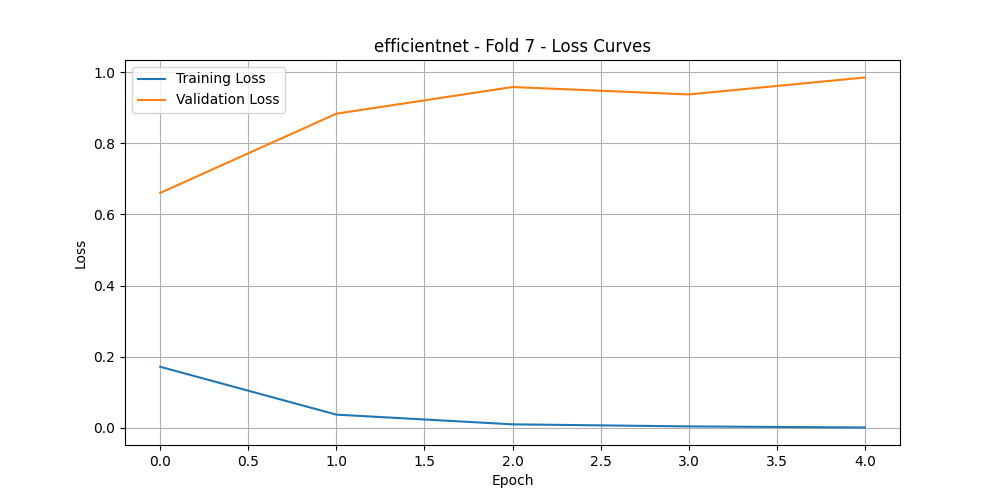 efficientnet - Fold 7 - Loss Curves
Training Loss
Validation Loss
1.0
0.8
0.6
0.4
0.2
0.0
Loss
0.0 0.5 1.0 1.5 2.0 2.5 3.0 3.5 4.0
Epoch